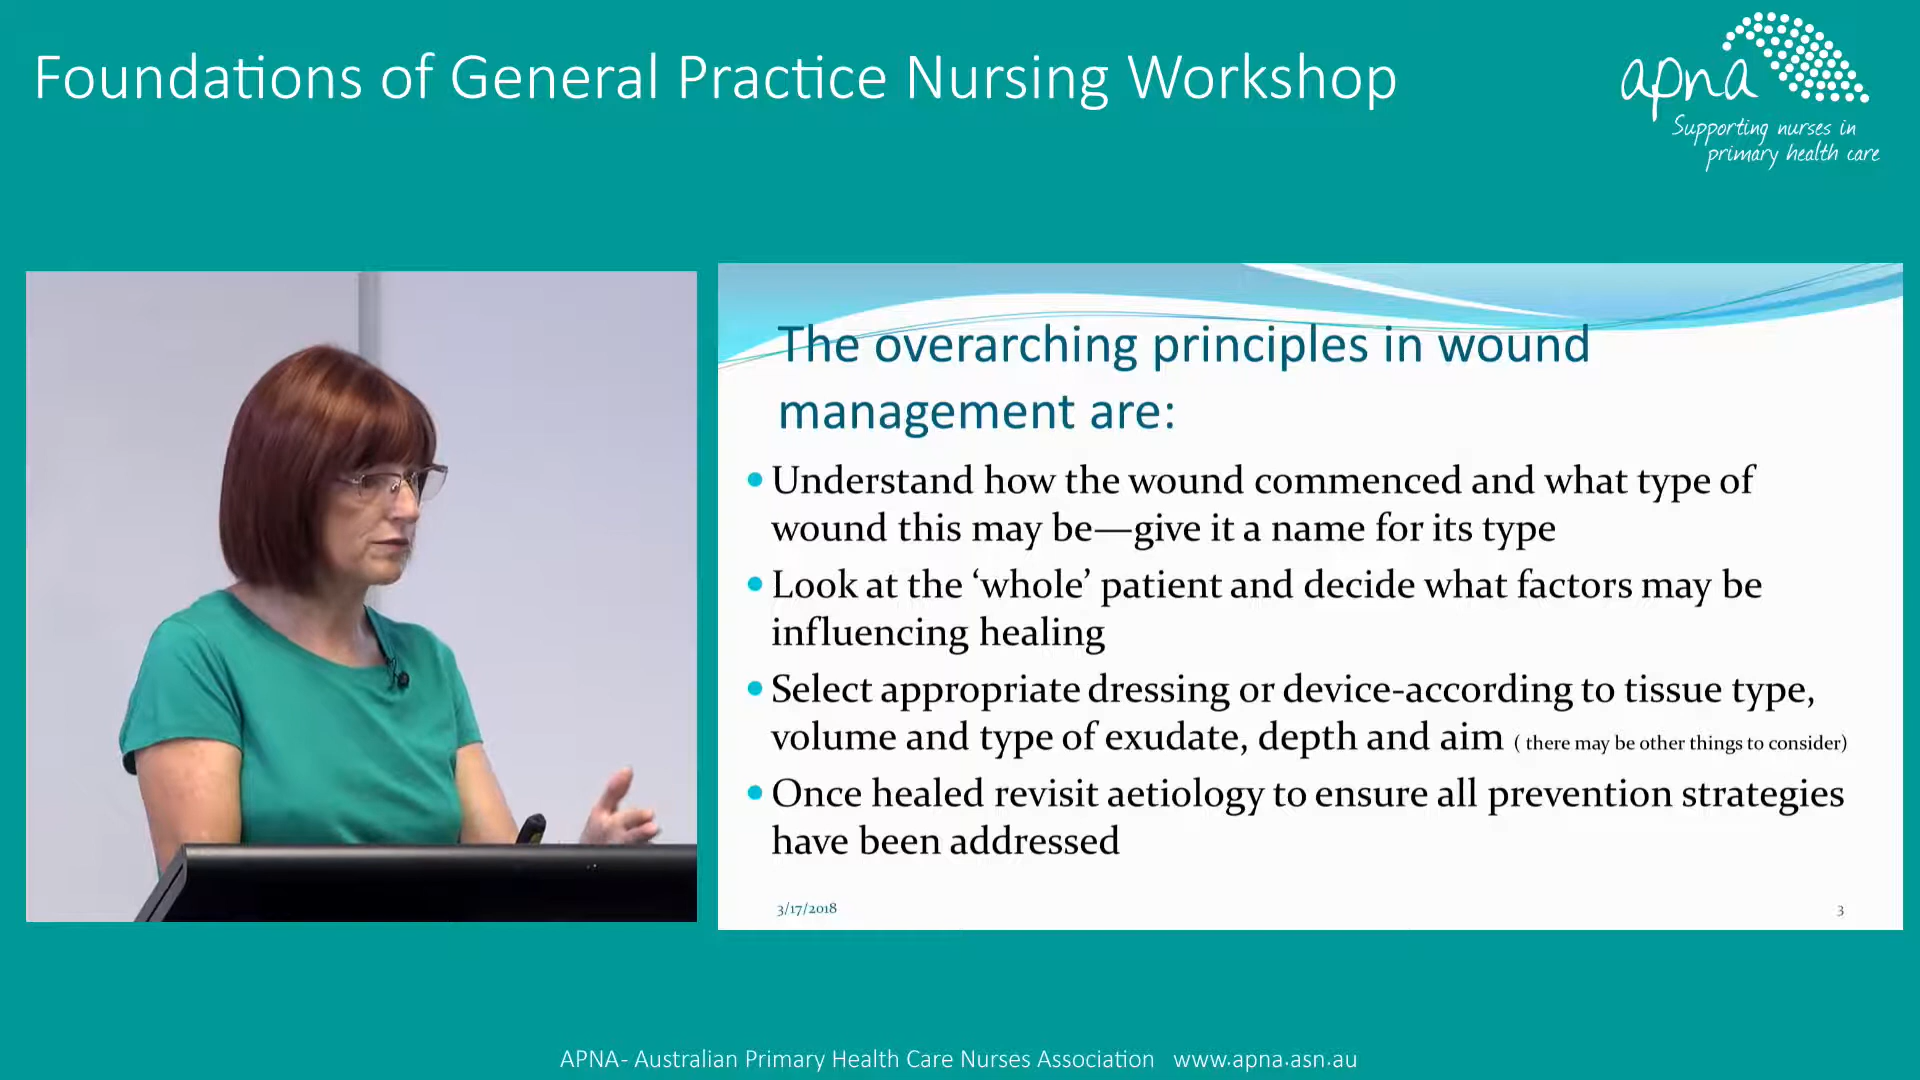 Foundations of General Practice Nursing Workshop
apna
Supporting nurses in
primary health care
The overarching principles in wound
management are:
• Understand how the wound commenced and what type of
wound this may be—give it a name for its type
• Look at the ‘whole’ patient and decide what factors may be
influencing healing
• Select appropriate dressing or device-according to tissue type,
volume and type of exudate, depth and aim ( there may be other things to consider)
• Once healed revisit aetiology to ensure all prevention strategies
have been addressed
3/17/2018
3
APNA- Australian Primary Health Care Nurses Association www.apna.asn.au